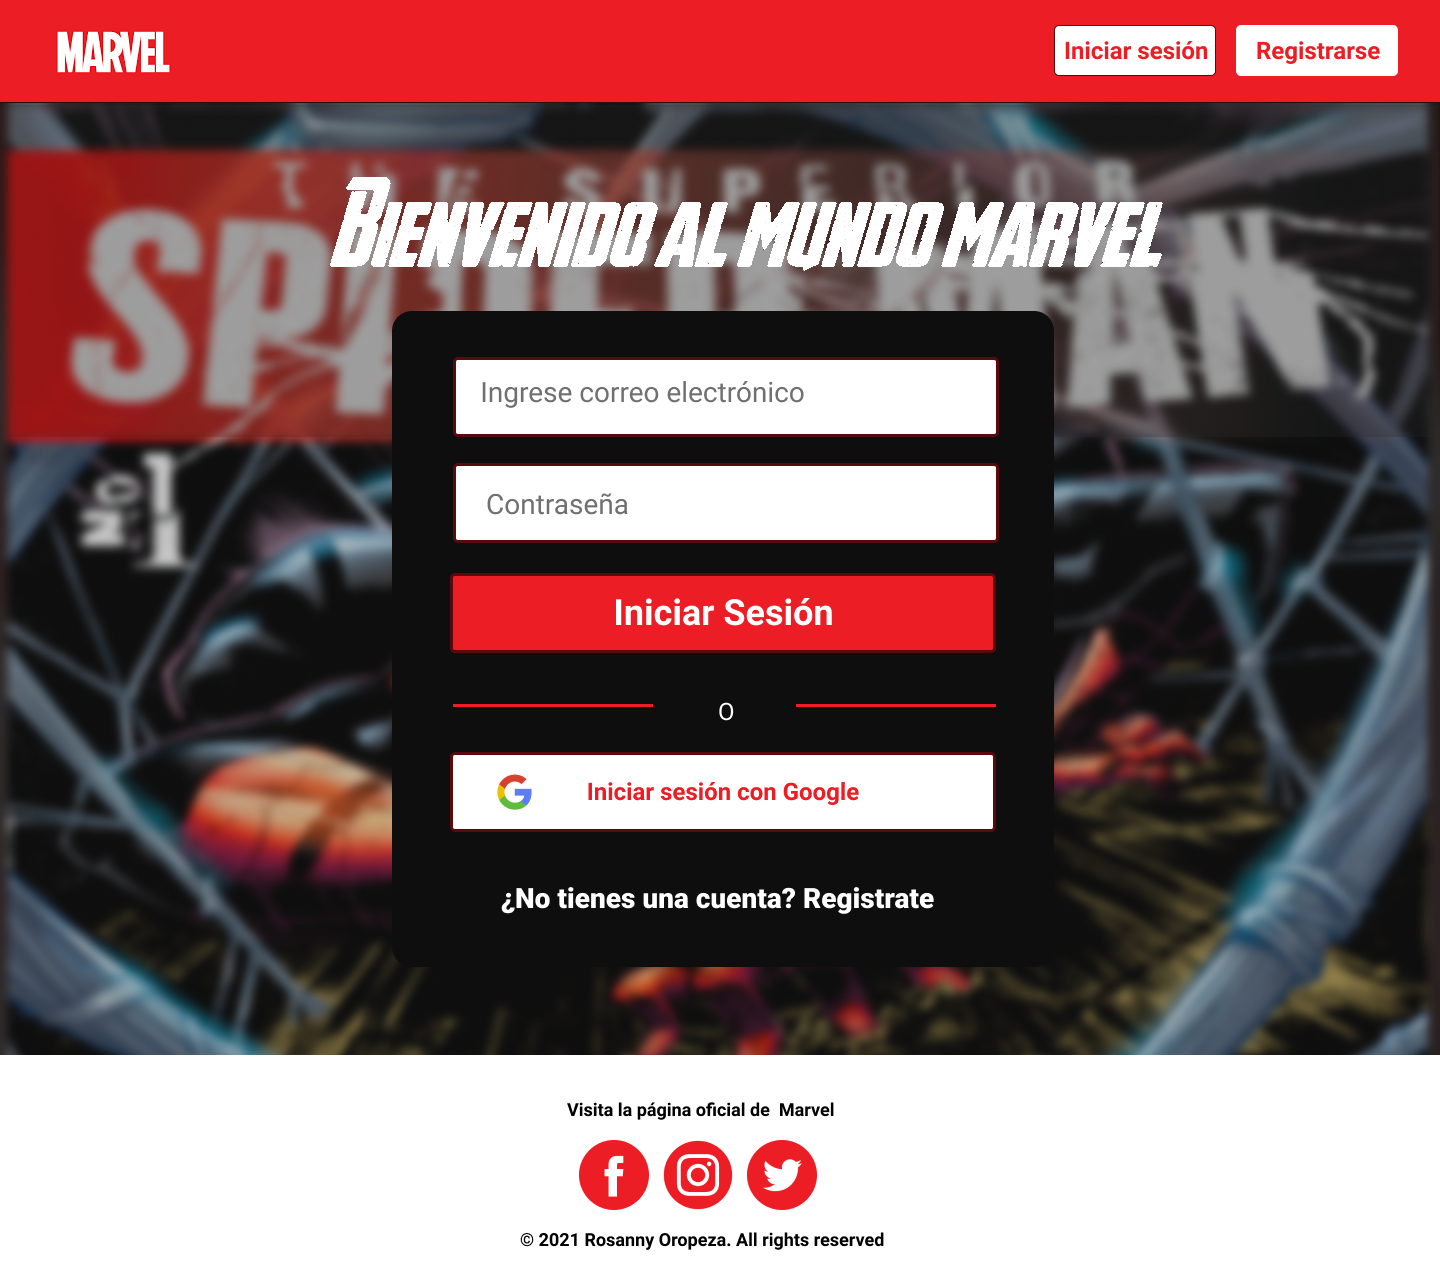 MARVEL
Iniciar sesión
Registrarse
THE SUPERIOR
SPIDER-MAN
BIENVENIDO AL MUNDO MARVEL
Ingrese correo electrónico
No 1
Contraseña
Iniciar Sesión
O
Iniciar sesión con Google
¿No tienes una cuenta? Registrate
Visita la página oficial de  Marvel
© 2021 Rosanny Oropeza. All rights reserved